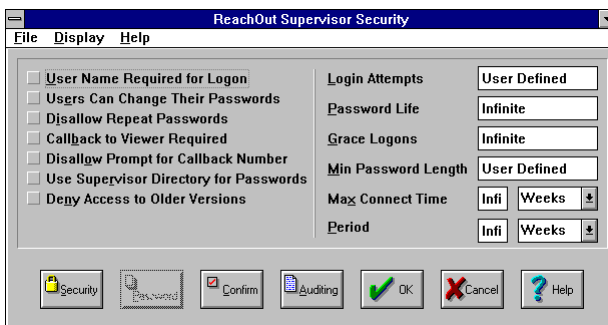 ReachOut Supervisor Security
File Display Help
User Name Required for Logon
Users Can Change Their Passwords
Disallow Repeat Passwords
Callback to Viewer Required
Disallow Prompt for Callback Number
Use Supervisor Directory for Passwords
Deny Access to Older Versions
Login Attempts User Defined
Password Life Infinite
Grace Logons Infinite
Min Password Length User Defined
Max Connect Time Infi Weeks
Period Infi Weeks
Security Password Confirm Auditing OK Cancel Help